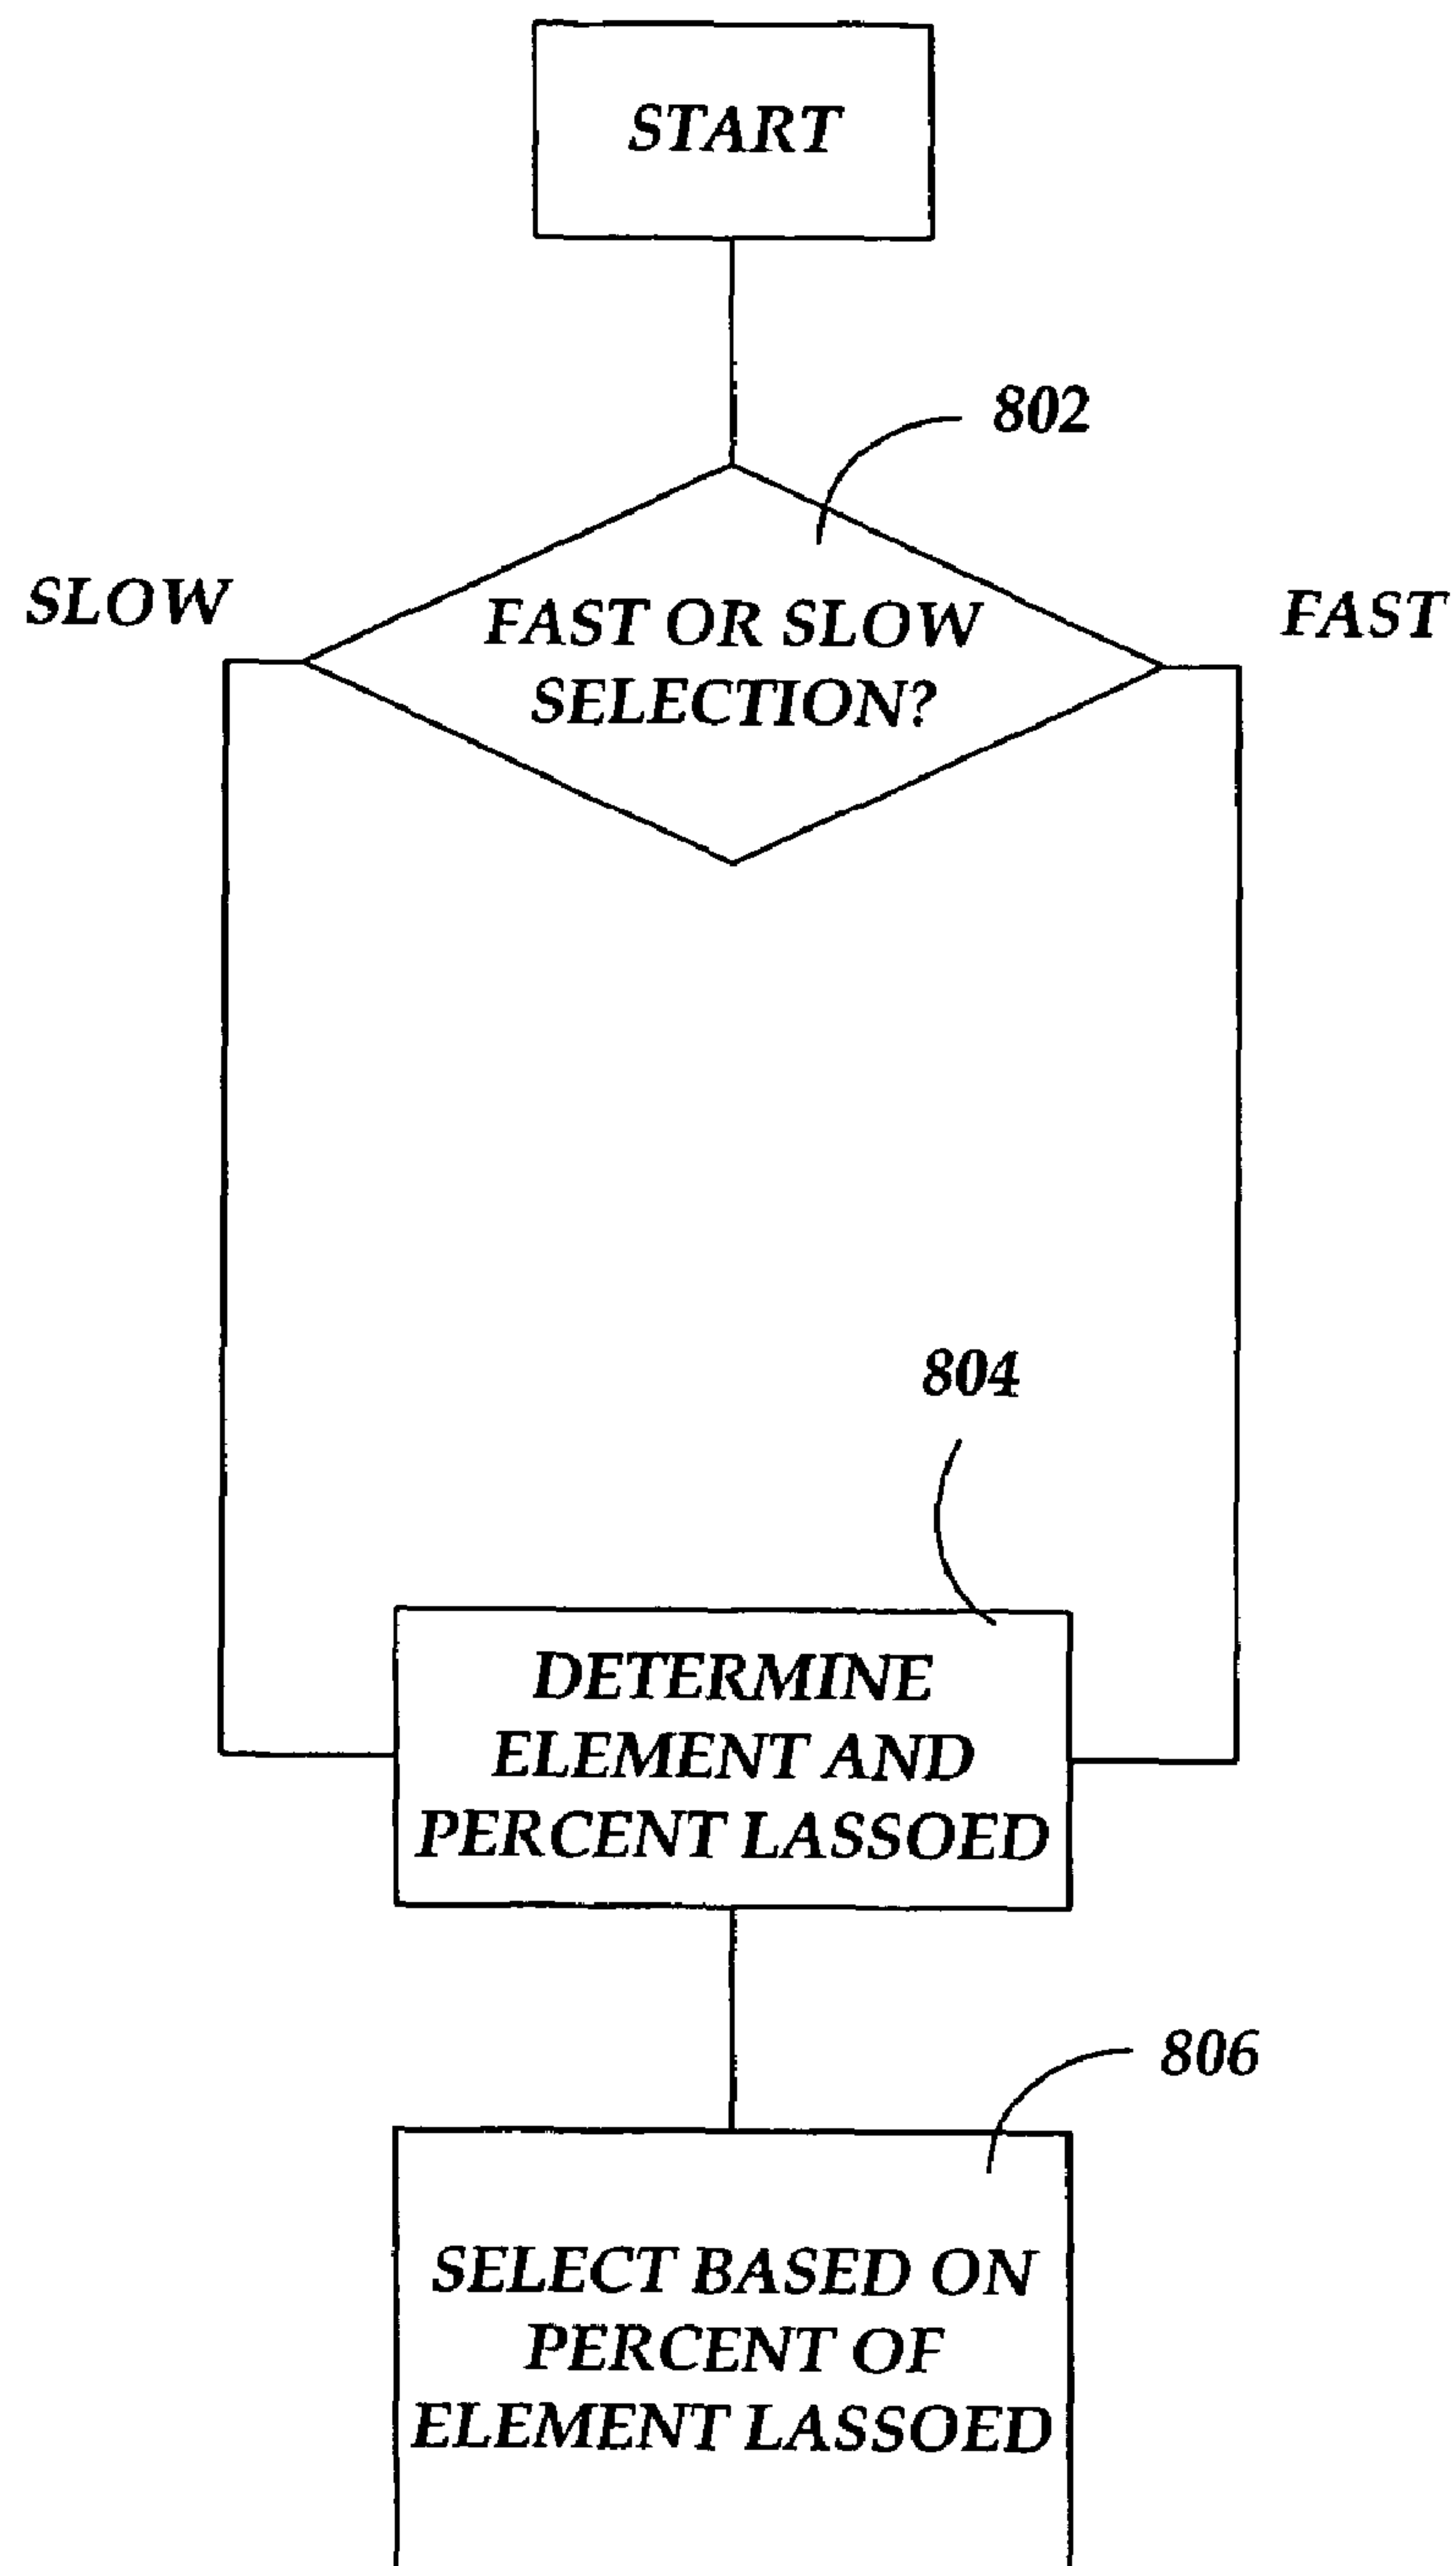 START
802
SLOW
FAST OR SLOW
SELECTION?
FAST
804
DETERMINE
ELEMENT AND
PERCENT LASSOED
806
SELECT BASED ON
PERCENT OF
ELEMENT LASSOED